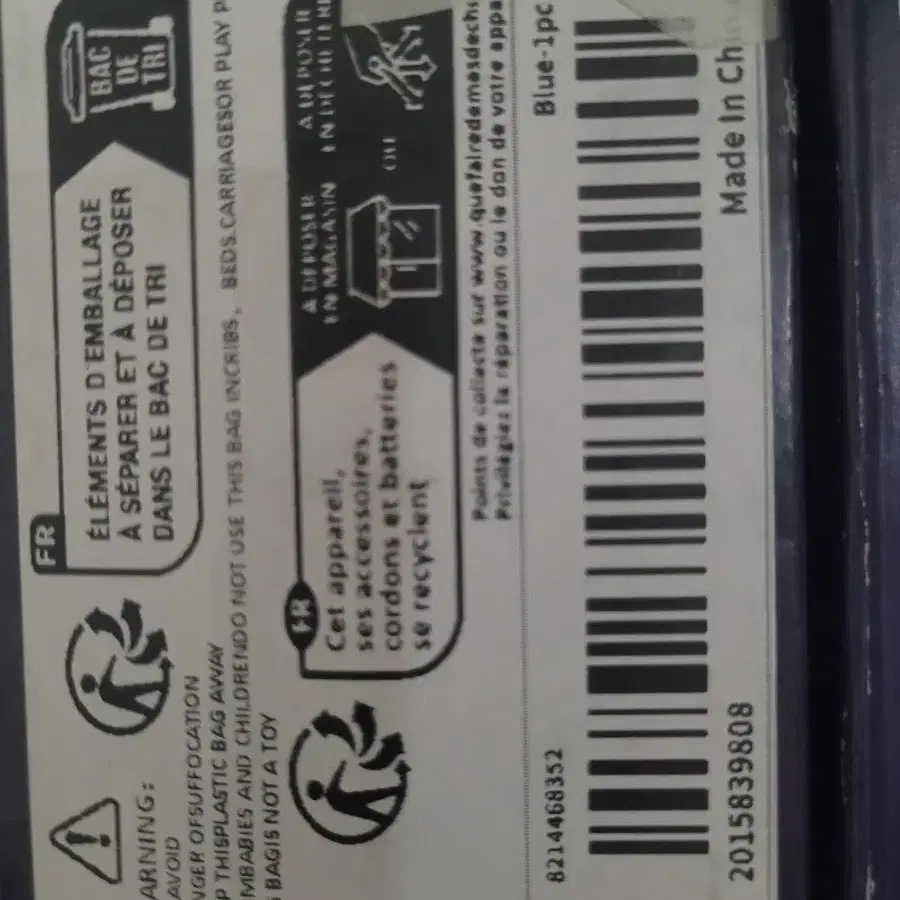 FR
ÉLÉMENTS D'EMBALLAGE
À SÉPARER ET À DÉPOSER
DANS LE BAC DE TRI
BAC
DE
TRI
ARNING:
AVOID
NGER OFSUFFOCATION
P THISPLASTIC BAG AWAY
MBABIES AND CHILDRENDO NOT USE THIS BAG INCRIBS, BEDS.CARRIAGESOR PLAY P
BAGIS NOT A TOY
FR
Cet appareil,
ses accessoires,
cordons et batteries
se recyclent
À DÉPOSER
EN MAGASIN
OU
À DÉPOSER
EN DÉCHÈTERIE
Points de collecte sur www.quefairedemesdech
Privilégiez la réparation ou le don de votre appa
8214468352
Blue-1pc
2015839808
Made In Ch